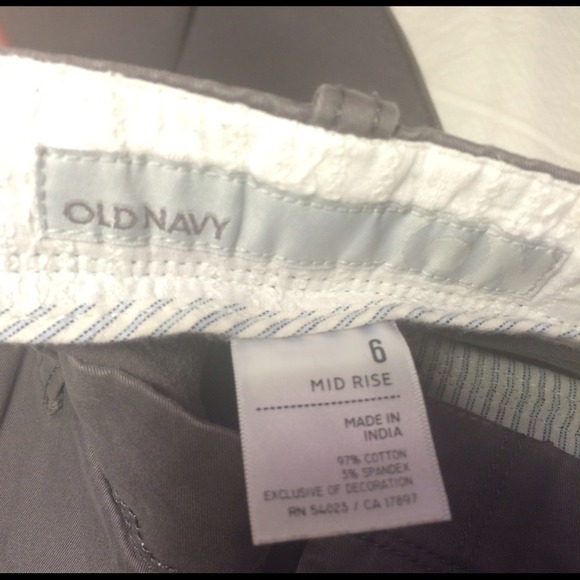 OLD NAVY
6
MID RISE
MADE IN
INDIA
97% COTTON
3% SPANDEX
EXCLUSIVE OF DECORATION
RN 54023 / CA 17897